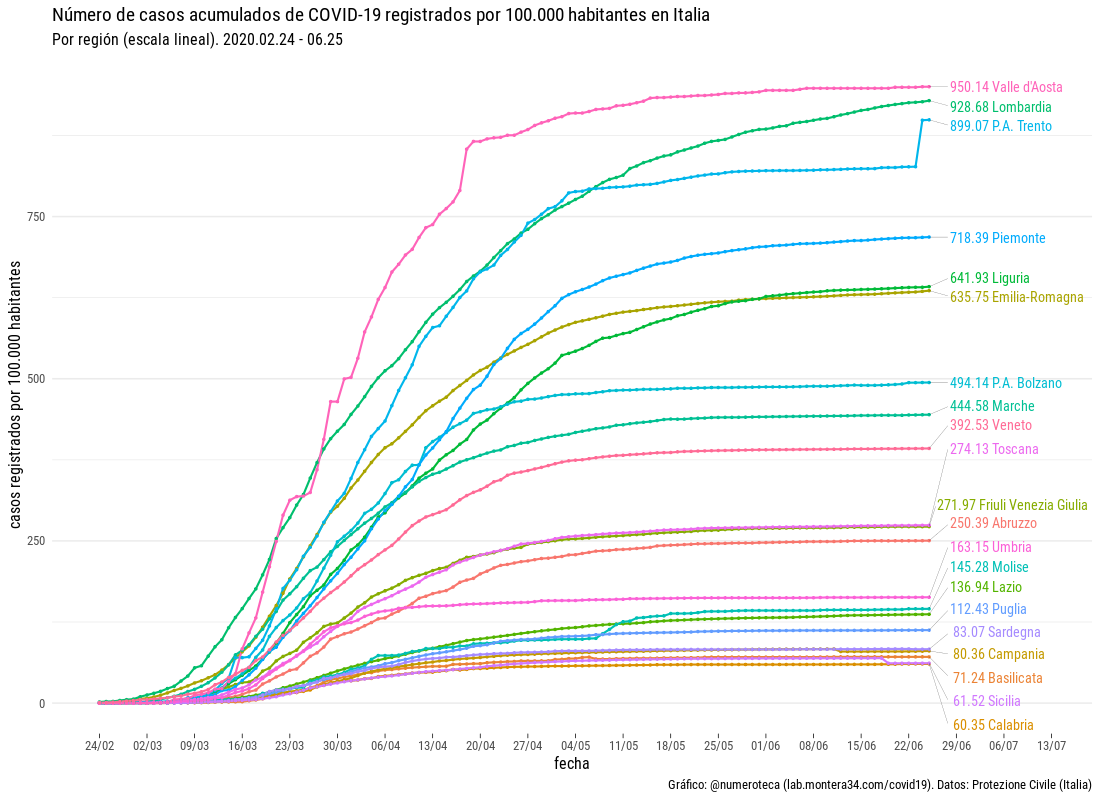 Número de casos acumulados de COVID-19 registrados por 100.000 habitantes en Italia
Por región (escala lineal). 2020.02.24 - 06.25
casos registrados por 100.000 habitantes
750
500
250
0
950.14 Valle d'Aosta
928.68 Lombardia
899.07 P.A. Trento
718.39 Piemonte
641.93 Liguria
635.75 Emilia-Romagna
494.14 P.A. Bolzano
444.58 Marche
392.53 Veneto
274.13 Toscana
271.97 Friuli Venezia Giulia
250.39 Abruzzo
163.15 Umbria
145.28 Molise
136.94 Lazio
112.43 Puglia
83.07 Sardegna
80.36 Campania
71.24 Basilicata
61.52 Sicilia
60.35 Calabria
24/02 02/03 09/03 16/03 23/03 30/03 06/04 13/04 20/04 27/04 04/05 11/05 18/05 25/05 01/06 08/06 15/06 22/06 29/06 06/07 13/07
fecha
Gráfico: @numeroteca (lab.montera34.com/covid19). Datos: Protezione Civile (Italia)